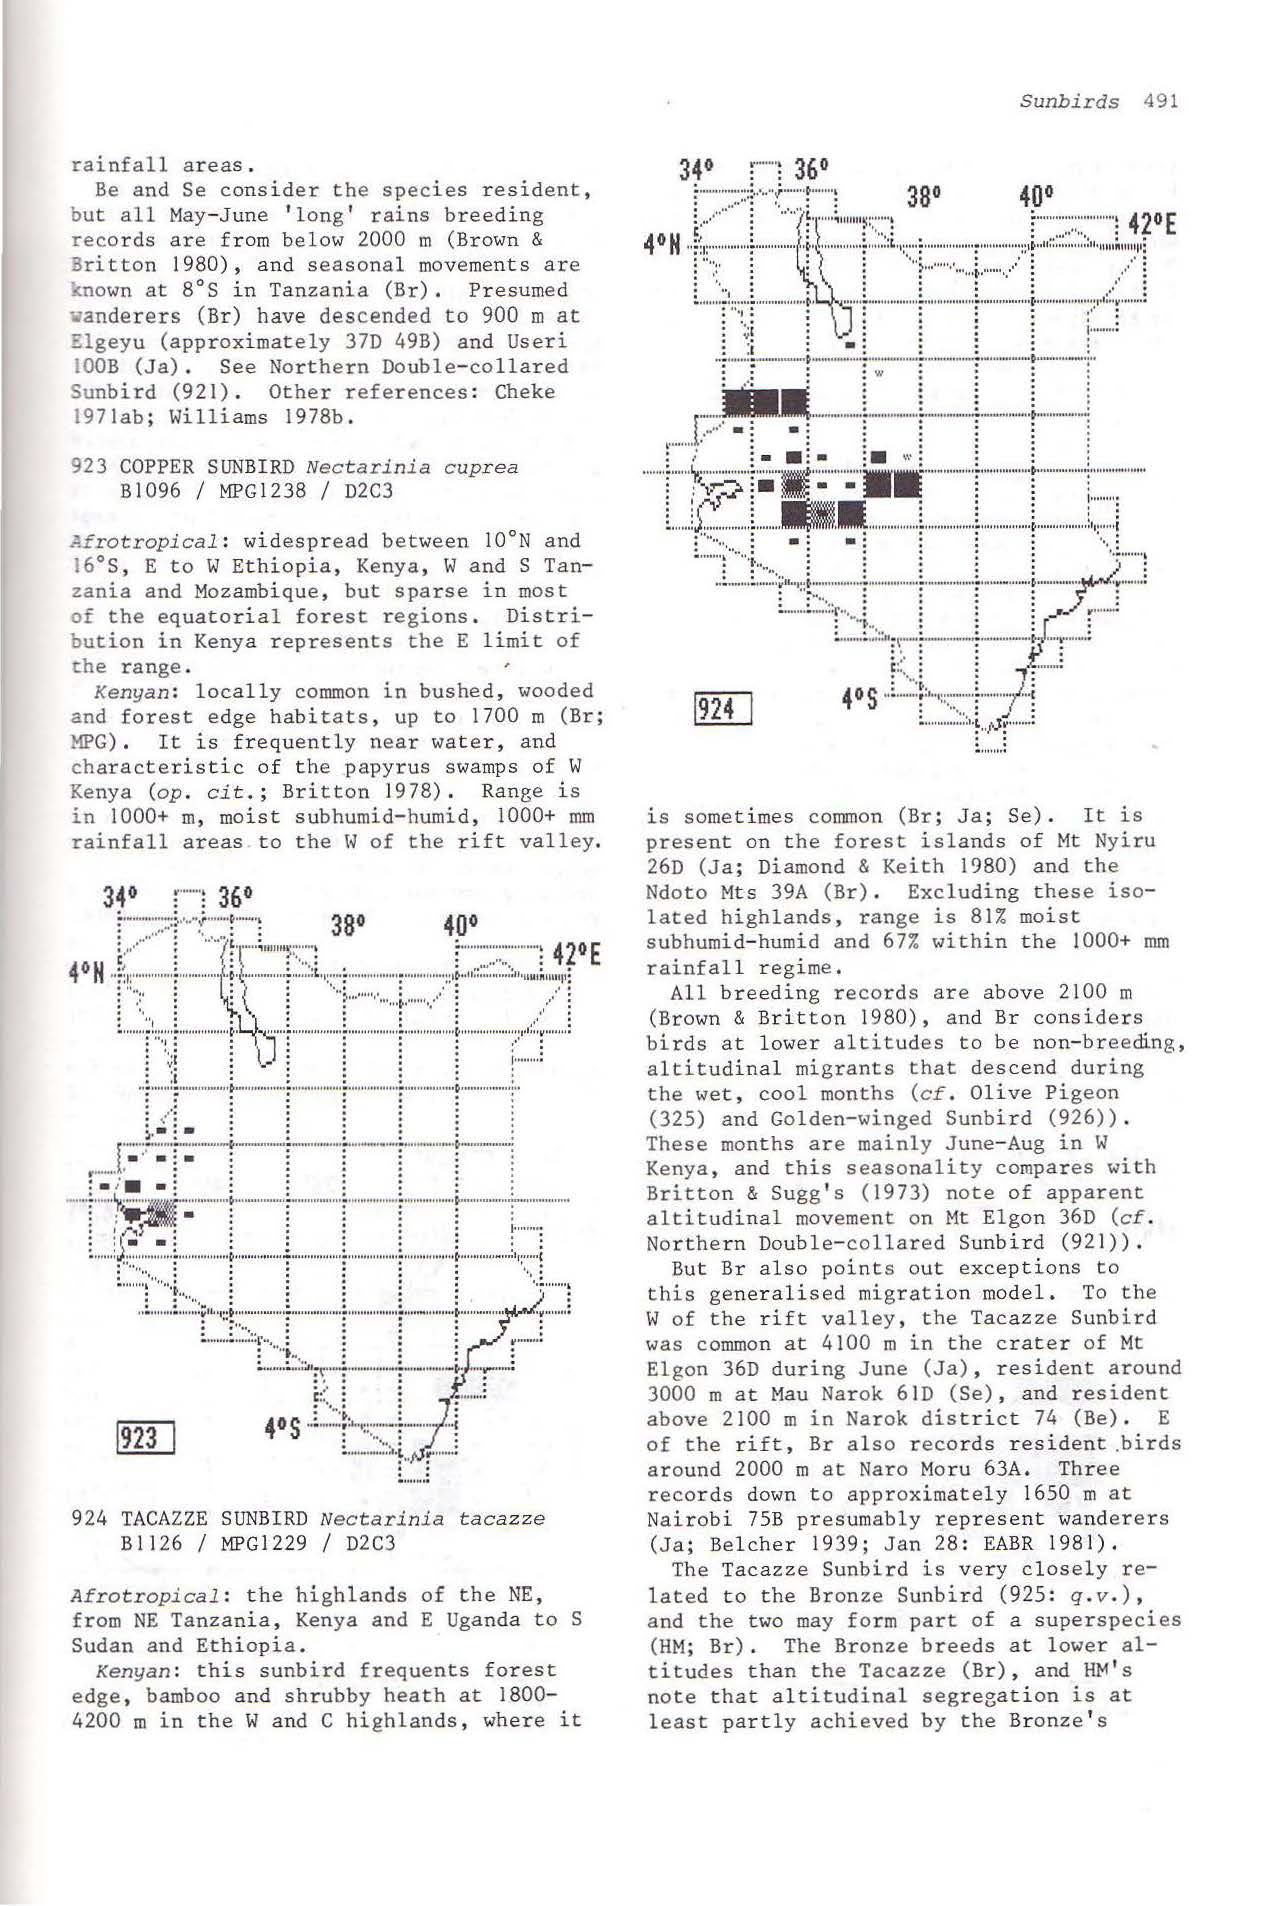 Sunbirds 491
rainfall areas.
Be and Se consider the species resident,
but all May-June 'long' rains breeding
records are from below 2000 m (Brown &
Britton 1980), and seasonal movements are
known at 8°S in Tanzania (Br). Presumed
wanderers (Br) have descended to 900 m at
Elgeyu (approximately 37D 49B) and Useri
100B (Ja). See Northern Double-collared
Sunbird (921). Other references: Cheke
1971ab; Williams 1978b.
923 COPPER SUNBIRD Nectarinia cuprea
B1096 / MPG1238 / D2C3
Afrotropical: widespread between 10°N and
16°S, E to W Ethiopia, Kenya, W and S Tan-
zania and Mozambique, but sparse in most
of the equatorial forest regions. Distri-
bution in Kenya represents the E limit of
the range.
Kenyan: locally common in bushed, wooded
and forest edge habitats, up to 1700 m (Br;
MPG). It is frequently near water, and
characteristic of the papyrus swamps of W
Kenya (op. cit.; Britton 1978). Range is
in 1000+ m, moist subhumid-humid, 1000+ mm
rainfall areas to the W of the rift valley.
34° 36°
38° 40°
42°E
4°N
4°S
923
924 TACAZZE SUNBIRD Nectarinia tacazze
B1126 / MPG1229 / D2C3
Afrotropical: the highlands of the NE,
from NE Tanzania, Kenya and E Uganda to S
Sudan and Ethiopia.
Kenyan: this sunbird frequents forest
edge, bamboo and shrubby heath at 1800-
4200 m in the W and C highlands, where it
34° 36°
38° 40°
42°E
4°N
w
w
4°S
924
is sometimes common (Br; Ja; Se). It is
present on the forest islands of Mt Nyiru
26D (Ja; Diamond & Keith 1980) and the
Ndoto Mts 39A (Br). Excluding these iso-
lated highlands, range is 81% moist
subhumid-humid and 67% within the 1000+ mm
rainfall regime.
All breeding records are above 2100 m
(Brown & Britton 1980), and Br considers
birds at lower altitudes to be non-breeding,
altitudinal migrants that descend during
the wet, cool months (cf. Olive Pigeon
(325) and Golden-winged Sunbird (926)).
These months are mainly June-Aug in W
Kenya, and this seasonality compares with
Britton & Sugg's (1973) note of apparent
altitudinal movement on Mt Elgon 36D (cf.
Northern Double-collared Sunbird (921)).
But Br also points out exceptions to
this generalised migration model. To the
W of the rift valley, the Tacazze Sunbird
was common at 4100 m in the crater of Mt
Elgon 36D during June (Ja), resident around
3000 m at Mau Narok 61D (Se), and resident
above 2100 m in Narok district 74 (Be). E
of the rift, Br also records resident birds
around 2000 m at Naro Moru 63A. Three
records down to approximately 1650 m at
Nairobi 75B presumably represent wanderers
(Ja; Belcher 1939; Jan 28: EABR 1981).
The Tacazze Sunbird is very closely re-
lated to the Bronze Sunbird (925: q.v.),
and the two may form part of a superspecies
(HM; Br). The Bronze breeds at lower al-
titudes than the Tacazze (Br), and HM's
note that altitudinal segregation is at
least partly achieved by the Bronze's